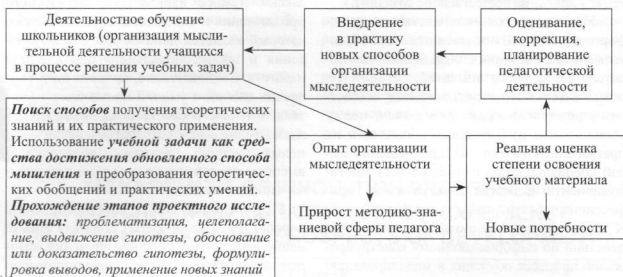 Деятельностное обучение
школьников (организация мысли-
тельной деятельности учащихся
в процессе решения учебных задач)
Внедрение
в практику
новых способов
организации
мыследеятельности
Оценивание,
коррекция,
планирование
педагогической
деятельности
Поиск способов получения теоретических
знаний и их практического применения.
Использование учебной задачи как сред-
ства достижения обновленного способа
мышления и преобразования теоретичес-
ких обобщений и практических умений.
Прохождение этапов проектного иссле-
дования: проблематизация, целеполага-
ние, выдвижение гипотезы, обоснование
или доказательство гипотезы, формули-
ровка выводов, применение новых знаний
Опыт организации
мыследеятельности
Прирост методико-зна-
ниевой сферы педагога
Реальная оценка
степени освоения
учебного материала
Новые потребности